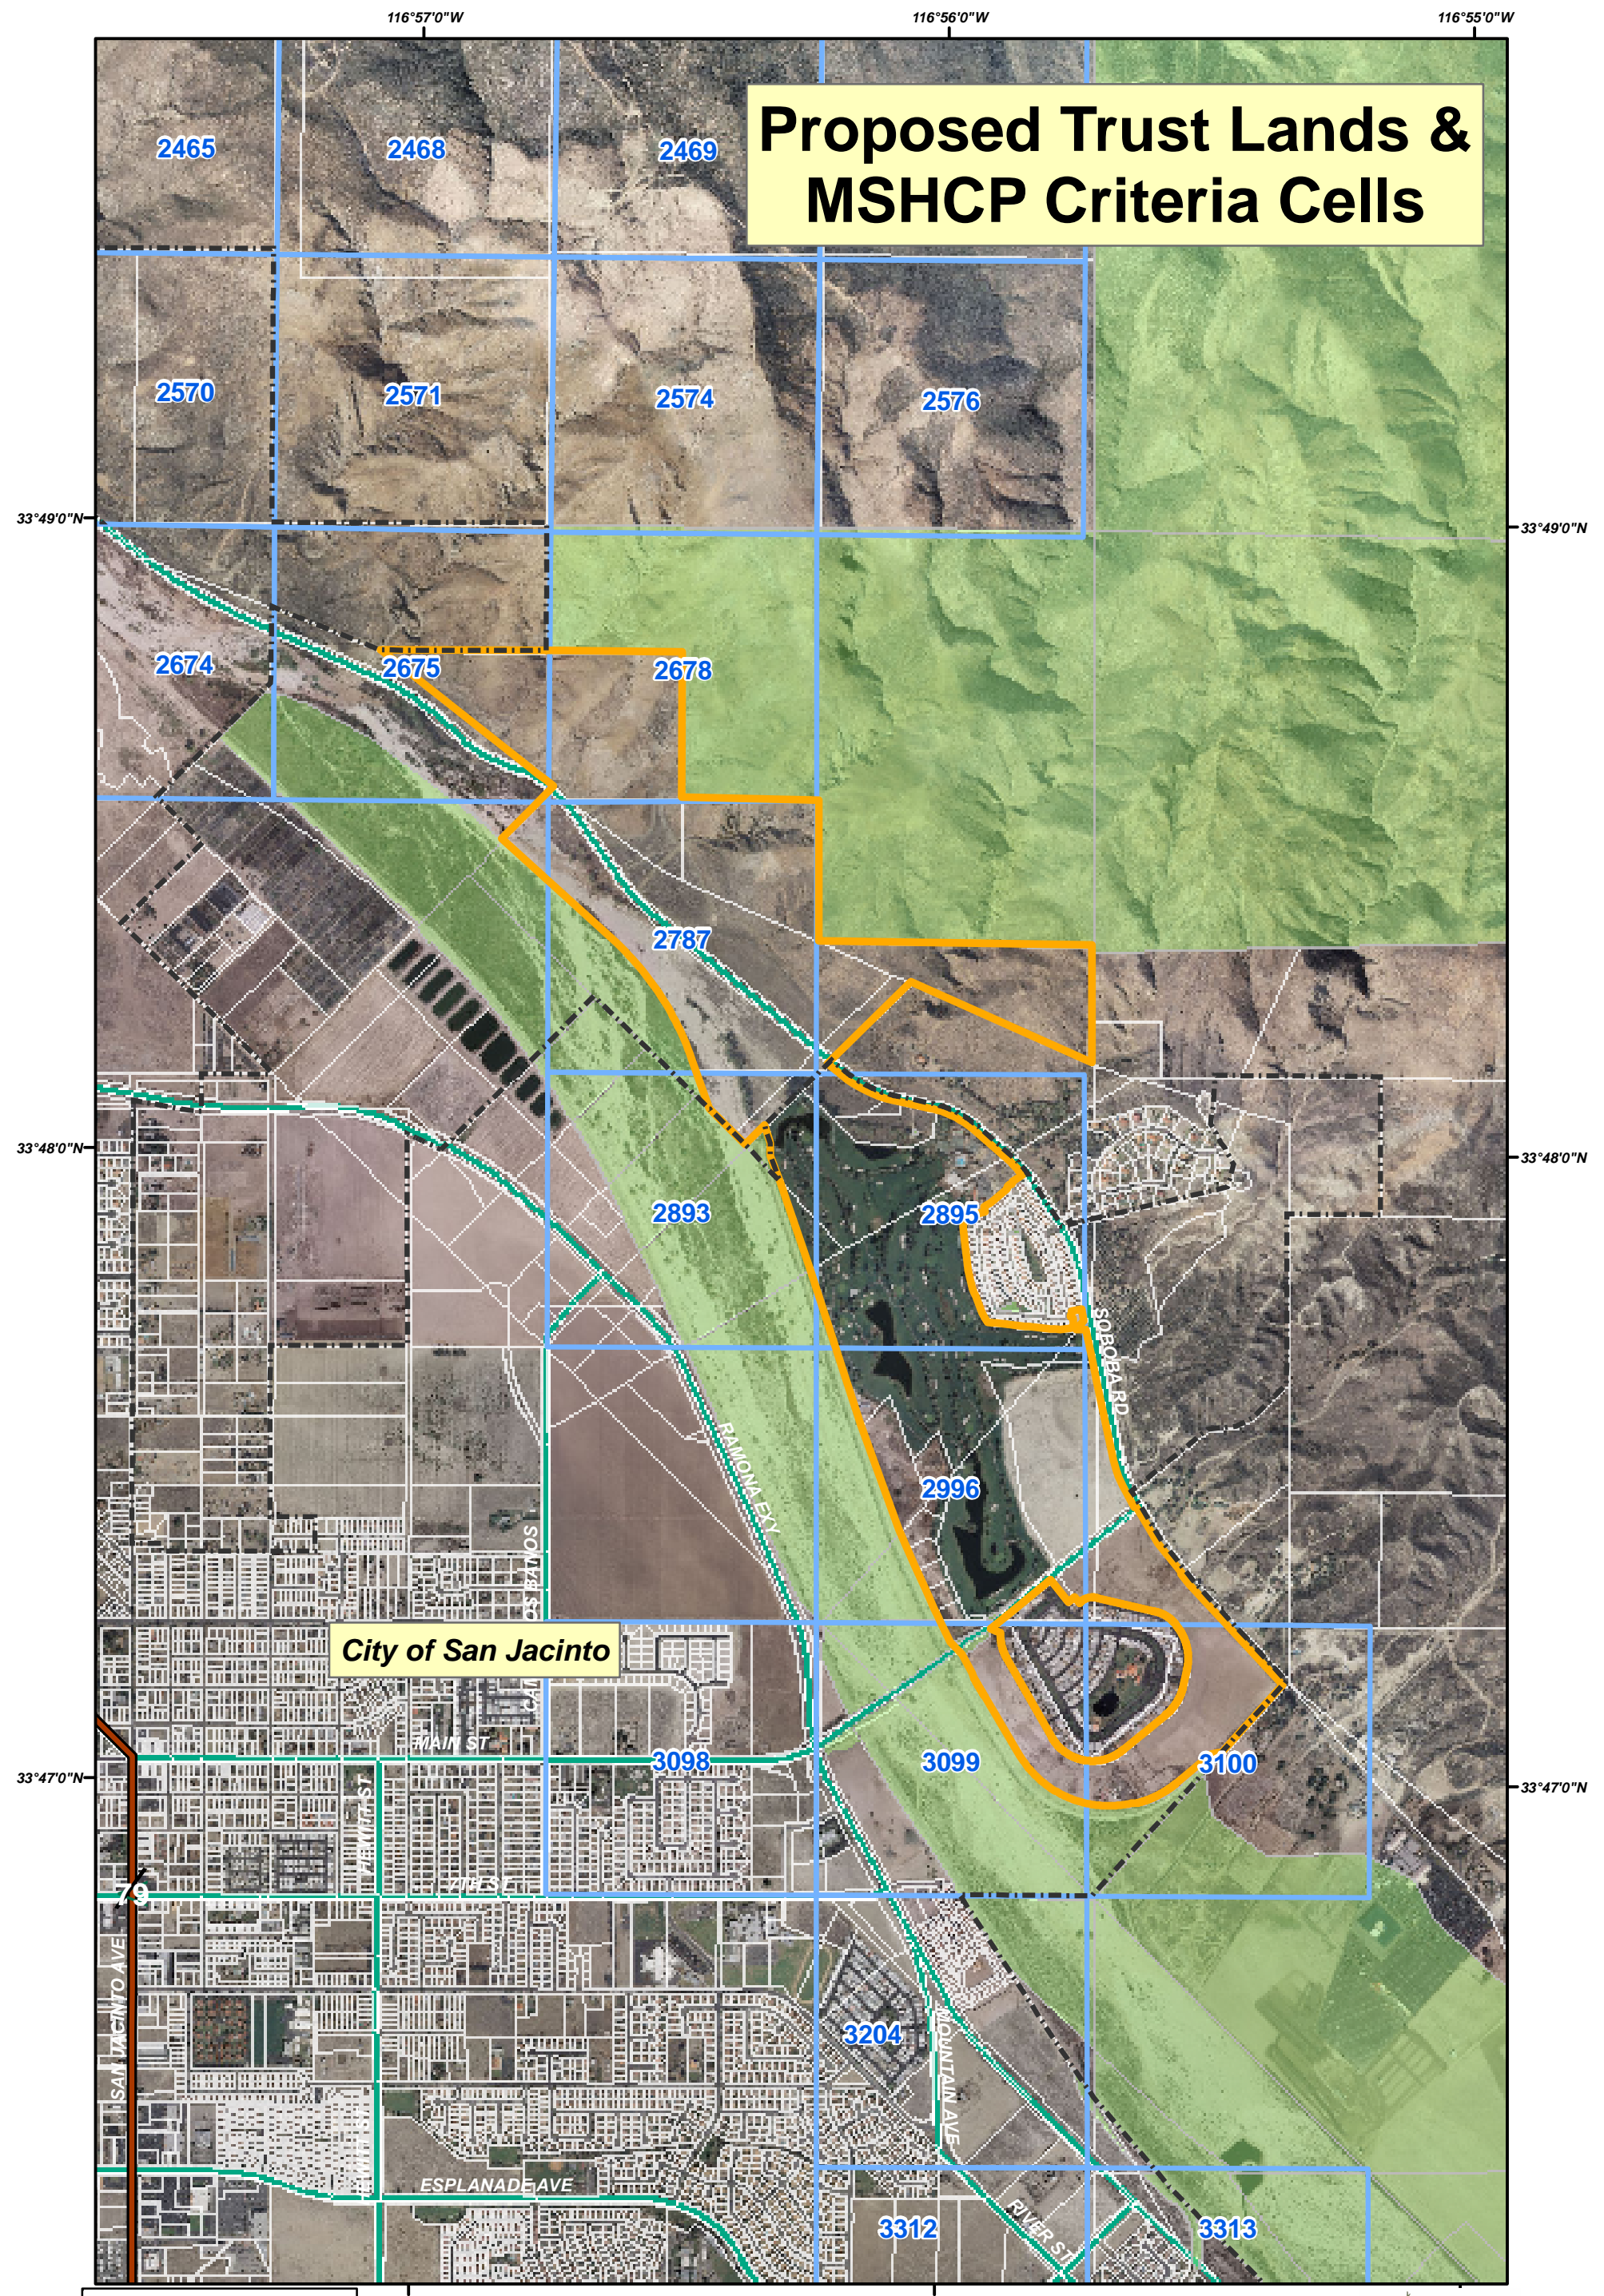 116°57'0"W
116°56'0"W
116°55'0"W
Proposed Trust Lands &
MSHCP Criteria Cells
2465
2468
2469
2570
2571
2574
2576
33°49'0"N
33°49'0"N
2674
2675
2678
2787
33°48'0"N
33°48'0"N
2893
2895
SOBOBA RD
RAMONA EXY
2996
City of San Jacinto
MAIN ST
3098
3099
3100
33°47'0"N
33°47'0"N
7TH ST
79
SAN JACINTO AVE
3204
MOUNTAIN AVE
ESPLANADE AVE
RIVER ST
3312
3313